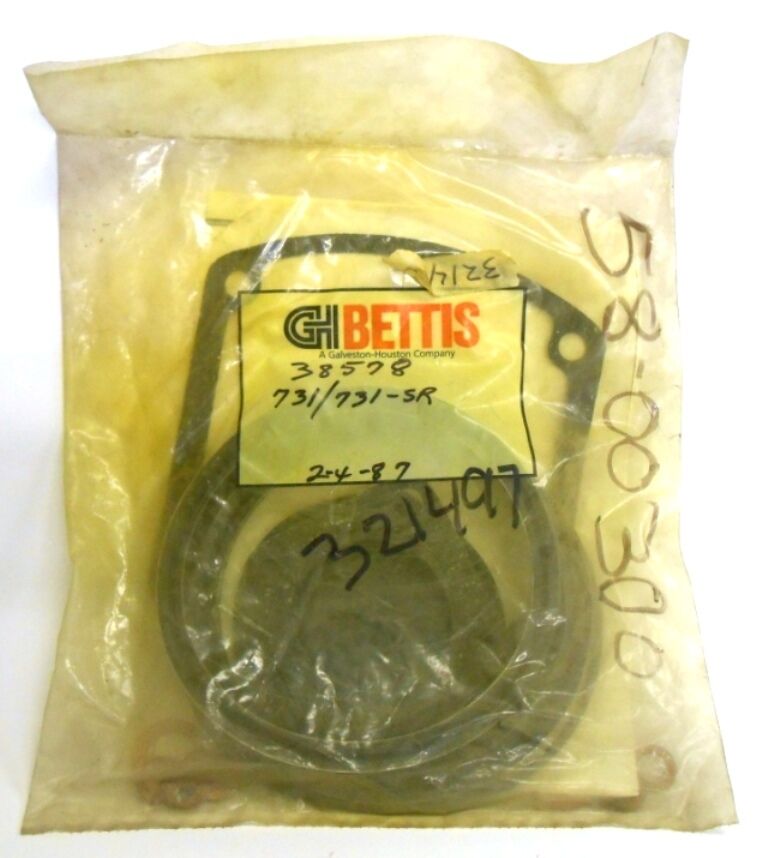 3214
GH BETTIS
A Galveston-Houston Company
38578
731/731-SR
2-4-87
321497
58-00300